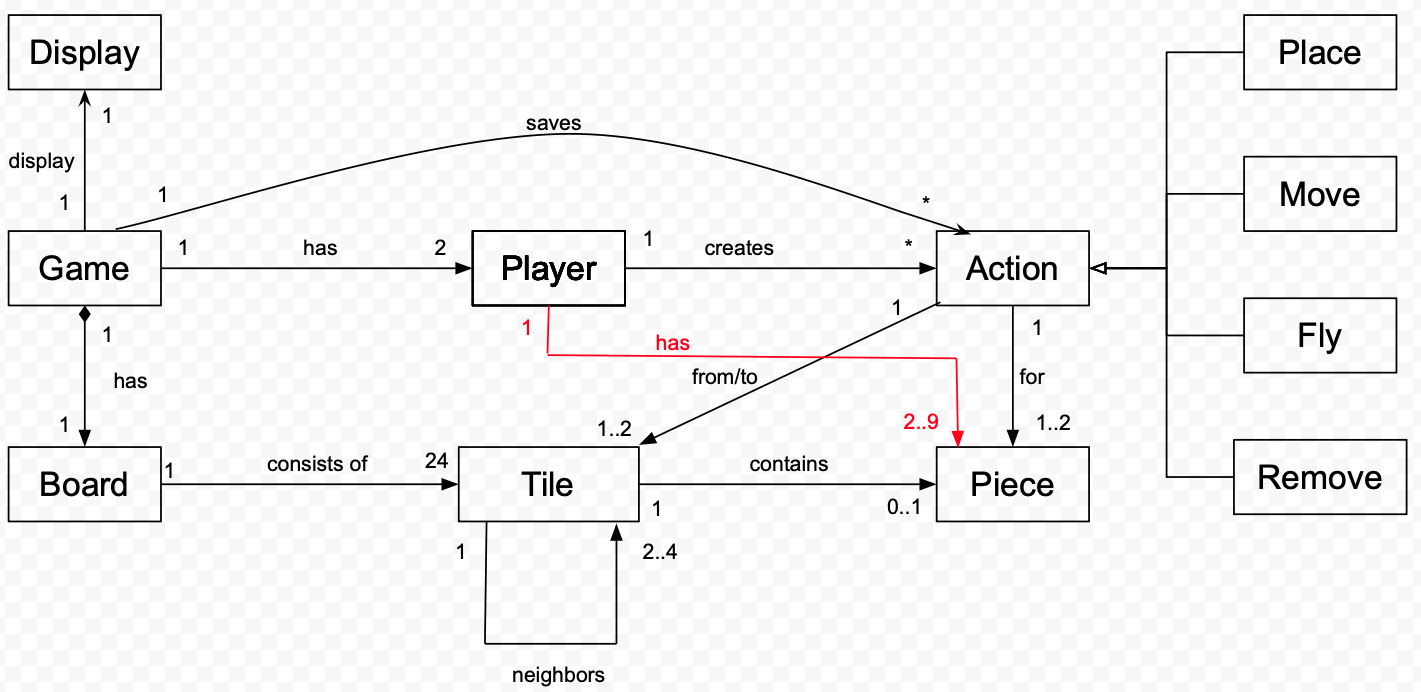 Display
Place
1
display
saves
1
1
*
Move
Game
1
has
2
Player
1
creates
*
Action
1
has
1
1
has
from/to
1
for
Fly
1
1..2
2..9
1..2
Board
1
consists of
24
Tile
contains
1
0..1
Piece
Remove
1
2..4
neighbors